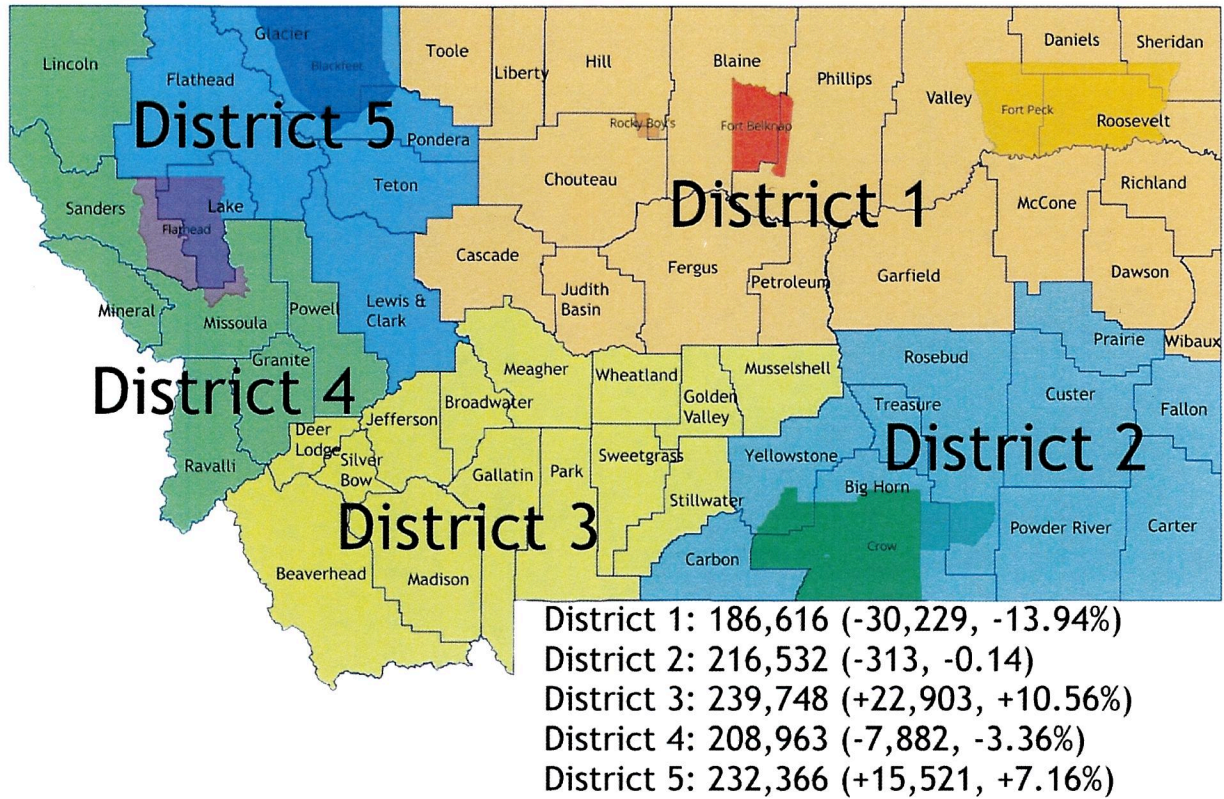 Glacier
Toole
Hill
Daniels
Sheridan
Lincoln
Flathead
Blackfeet
Liberty
Blaine
Phillips
Valley
Rocky Boy's
Fort Belknap
Fort Peck
Roosevelt
District 5
Pondera
Teton
Chouteau
Richland
Sanders
Lake
Flathead
District 1
McCone
Cascade
Fergus
Garfield
Dawson
Judith
Basin
Petroleum
Mineral
Missoula
Powell
Lewis &
Clark
Prairie
Wibaux
Granite
Meagher
Wheatland
Musselshell
Rosebud
District 4
Broadwater
Golden
Valley
Treasure
Custer
Fallon
Jefferson
Deer
Lodge
Silver
Bow
Ravalli
Gallatin
Park
Sweetgrass
Yellowstone
District 2
Stillwater
Big Horn
District 3
Powder River
Carter
Carbon
Crow
Beaverhead
Madison
District 1: 186,616 (-30,229, -13.94%)
District 2: 216,532 (-313, -0.14)
District 3: 239,748 (+22,903, +10.56%)
District 4: 208,963 (-7,882, -3.36%)
District 5: 232,366 (+15,521, +7.16%)